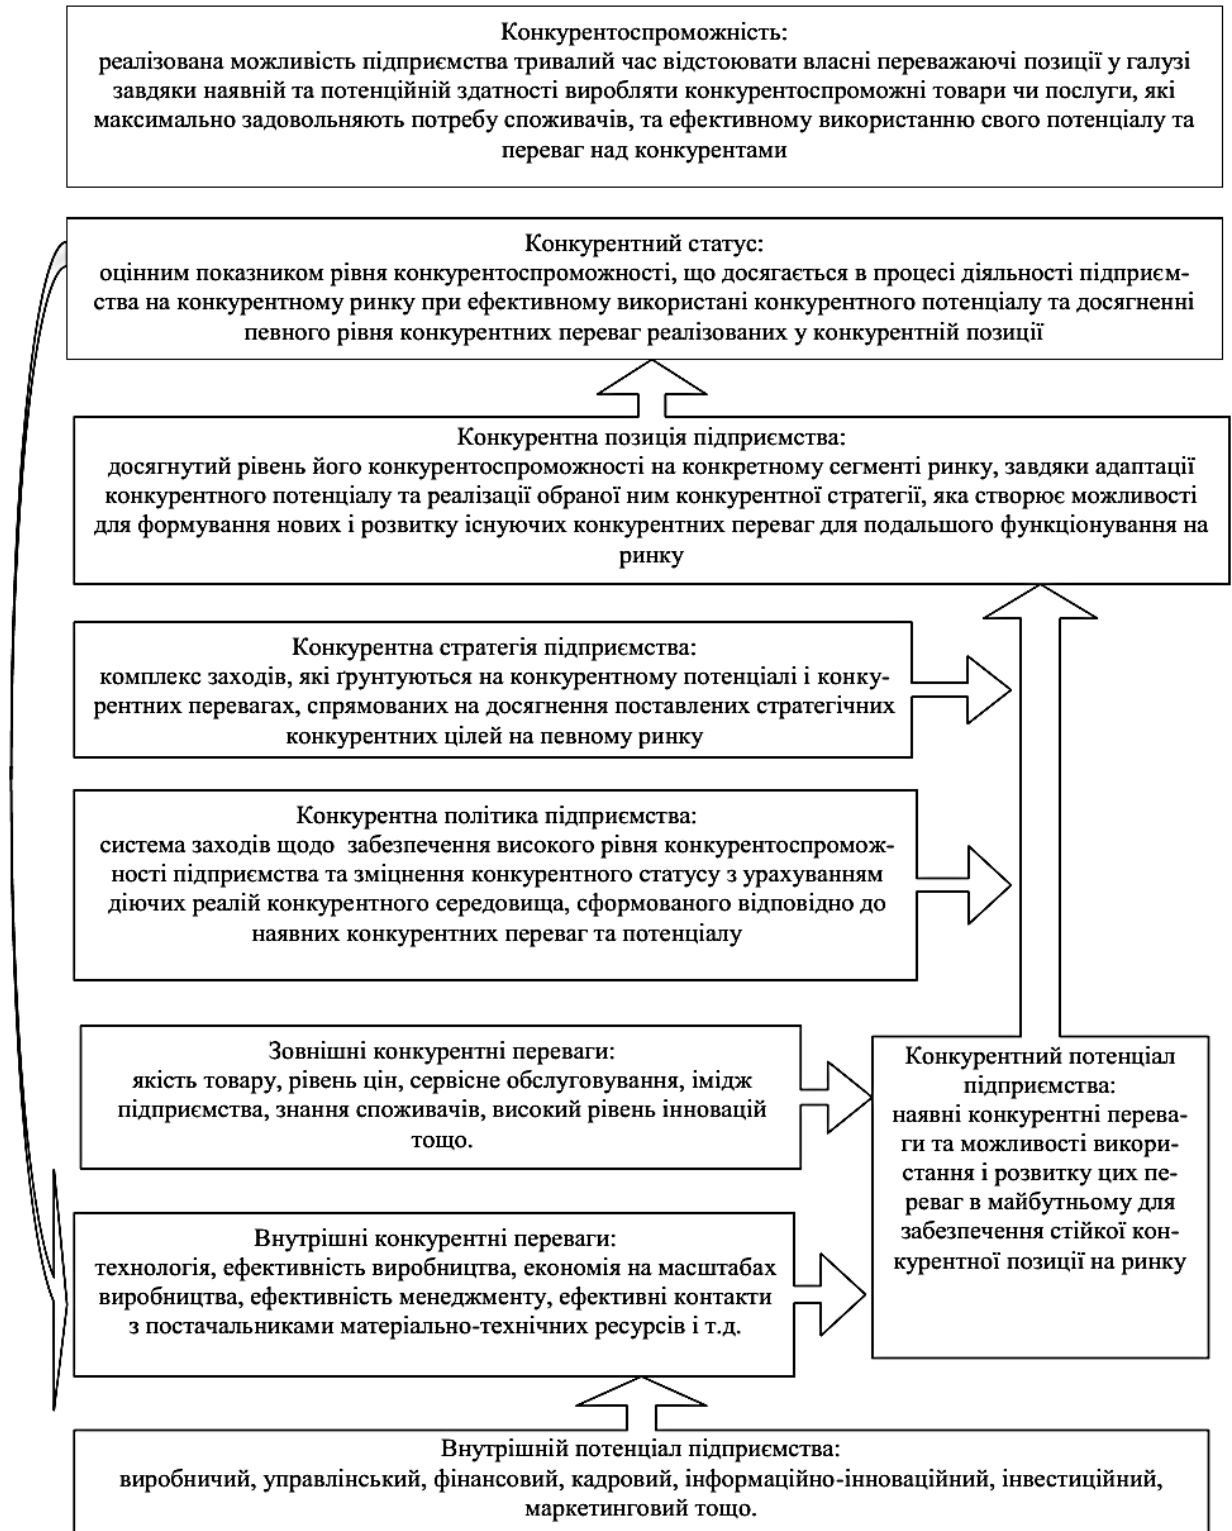 Конкурентоспроможність:
реалізована можливість підприємства тривалий час відстоювати власні переважаючі позиції у галузі
завдяки наявній та потенційній здатності виробляти конкурентоспроможні товари чи послуги, які
максимально задовольняють потребу споживачів, та ефективному використанню свого потенціалу та
переваг над конкурентами
Конкурентний статус:
оцінним показником рівня конкурентоспроможності, що досягається в процесі діяльності підприєм-
ства на конкурентному ринку при ефективному використані конкурентного потенціалу та досягненні
певного рівня конкурентних переваг реалізованих у конкурентній позиції
Конкурентна позиція підприємства:
досягнутий рівень його конкурентоспроможності на конкретному сегменті ринку, завдяки адаптації
конкурентного потенціалу та реалізації обраної ним конкурентної стратегії, яка створює можливості
для формування нових і розвитку існуючих конкурентних переваг для подальшого функціонування на
ринку
Конкурентна стратегія підприємства:
комплекс заходів, які ґрунтуються на конкурентному потенціалі і конку-
рентних перевагах, спрямованих на досягнення поставлених стратегічних
конкурентних цілей на певному ринку
Конкурентна політика підприємства:
система заходів щодо  забезпечення високого рівня конкурентоспромож-
ності підприємства та зміцнення конкурентного статусу з урахуванням
діючих реалій конкурентного середовища, сформованого відповідно до
наявних конкурентних переваг та потенціалу
Зовнішні конкурентні переваги:
якість товару, рівень цін, сервісне обслуговування, імідж
підприємства, знання споживачів, високий рівень інновацій
тощо.
Конкурентний потенціал
підприємства:
наявні конкурентні перева-
ги та можливості викори-
стання і розвитку цих пе-
реваг в майбутньому для
забезпечення стійкої кон-
курентної позиції на ринку
Внутрішні конкурентні переваги:
технологія, ефективність виробництва, економія на масштабах
виробництва, ефективність менеджменту, ефективні контакти
з постачальниками матеріально-технічних ресурсів і т.д.
Внутрішній потенціал підприємства:
виробничий, управлінський, фінансовий, кадровий, інформаційно-інноваційний, інвестиційний,
маркетинговий тощо.